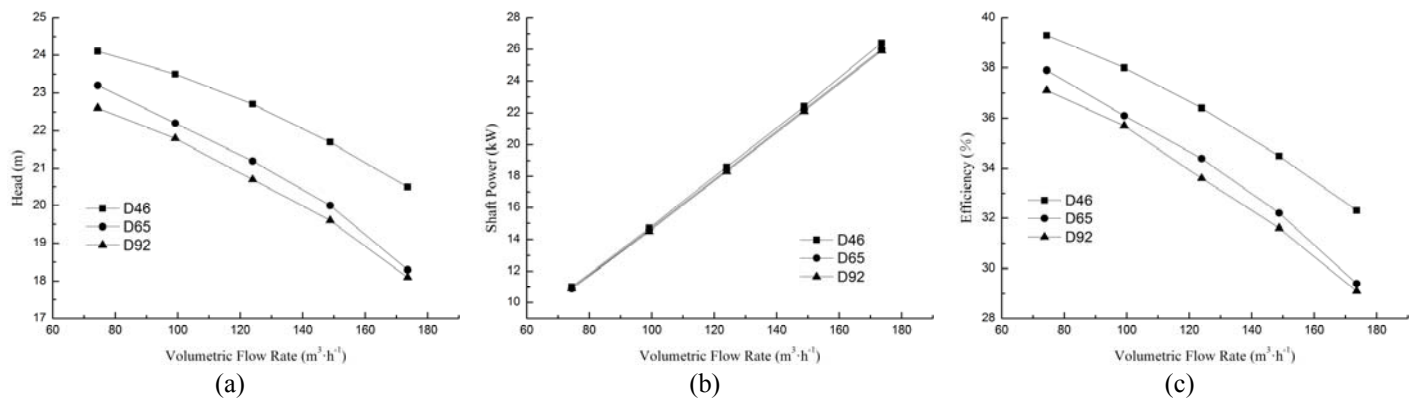 25
24
23
22
21
20
19
18
17
Head (m)
D46
D65
D92
60 80 100 120 140 160 180
Volumetric Flow Rate (m³·h⁻¹)
(a)
28
26
24
22
20
18
16
14
12
10
Shaft Power (kW)
D46
D65
D92
60 80 100 120 140 160 180
Volumetric Flow Rate (m³·h⁻¹)
(b)
40
38
36
34
32
30
28
Efficiency (%)
D46
D65
D92
60 80 100 120 140 160 180
Volumetric Flow Rate (m³·h⁻¹)
(c)